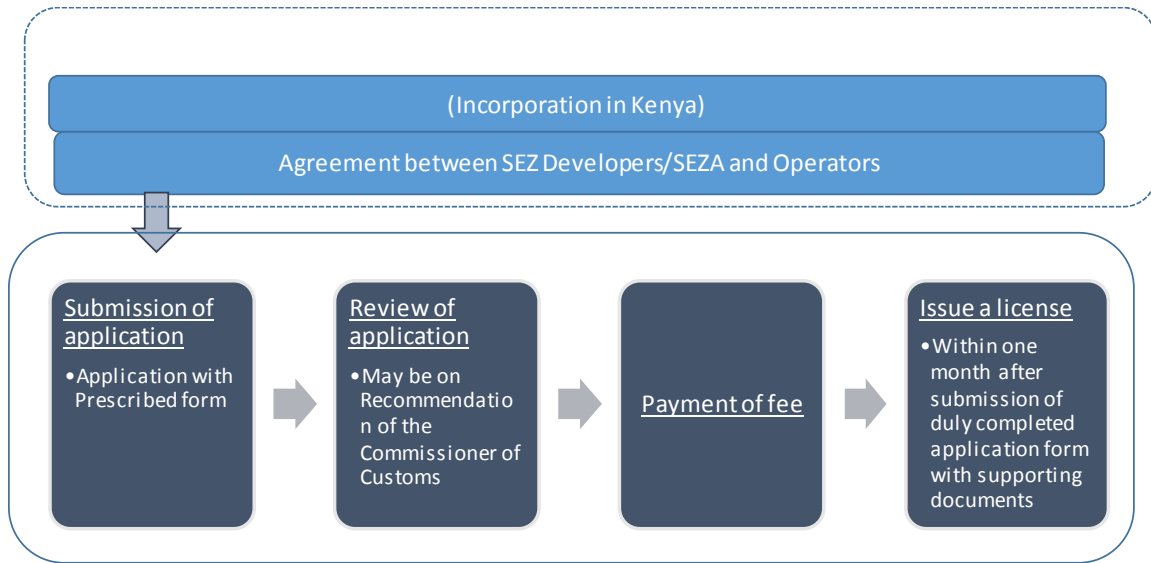 (Incorporation in Kenya)
Agreement between SEZ Developers/SEZA and Operators
Submission of
application
•Application with
Prescribed form
Review of
application
•May be on
Recommendatio
n of the
Commissioner of
Customs
Payment of fee
Issue a license
•Within one
month after
submission of
duly completed
application form
with supporting
documents